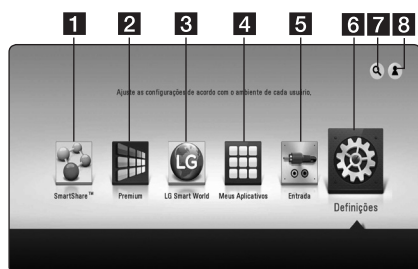 1 2 3 4 5 6 7 8
Ajuste as configurações de acordo com o ambiente de cada usuário.
LG
SmartShare™ Premium LG Smart World Meus Aplicativos Entrada
Definições